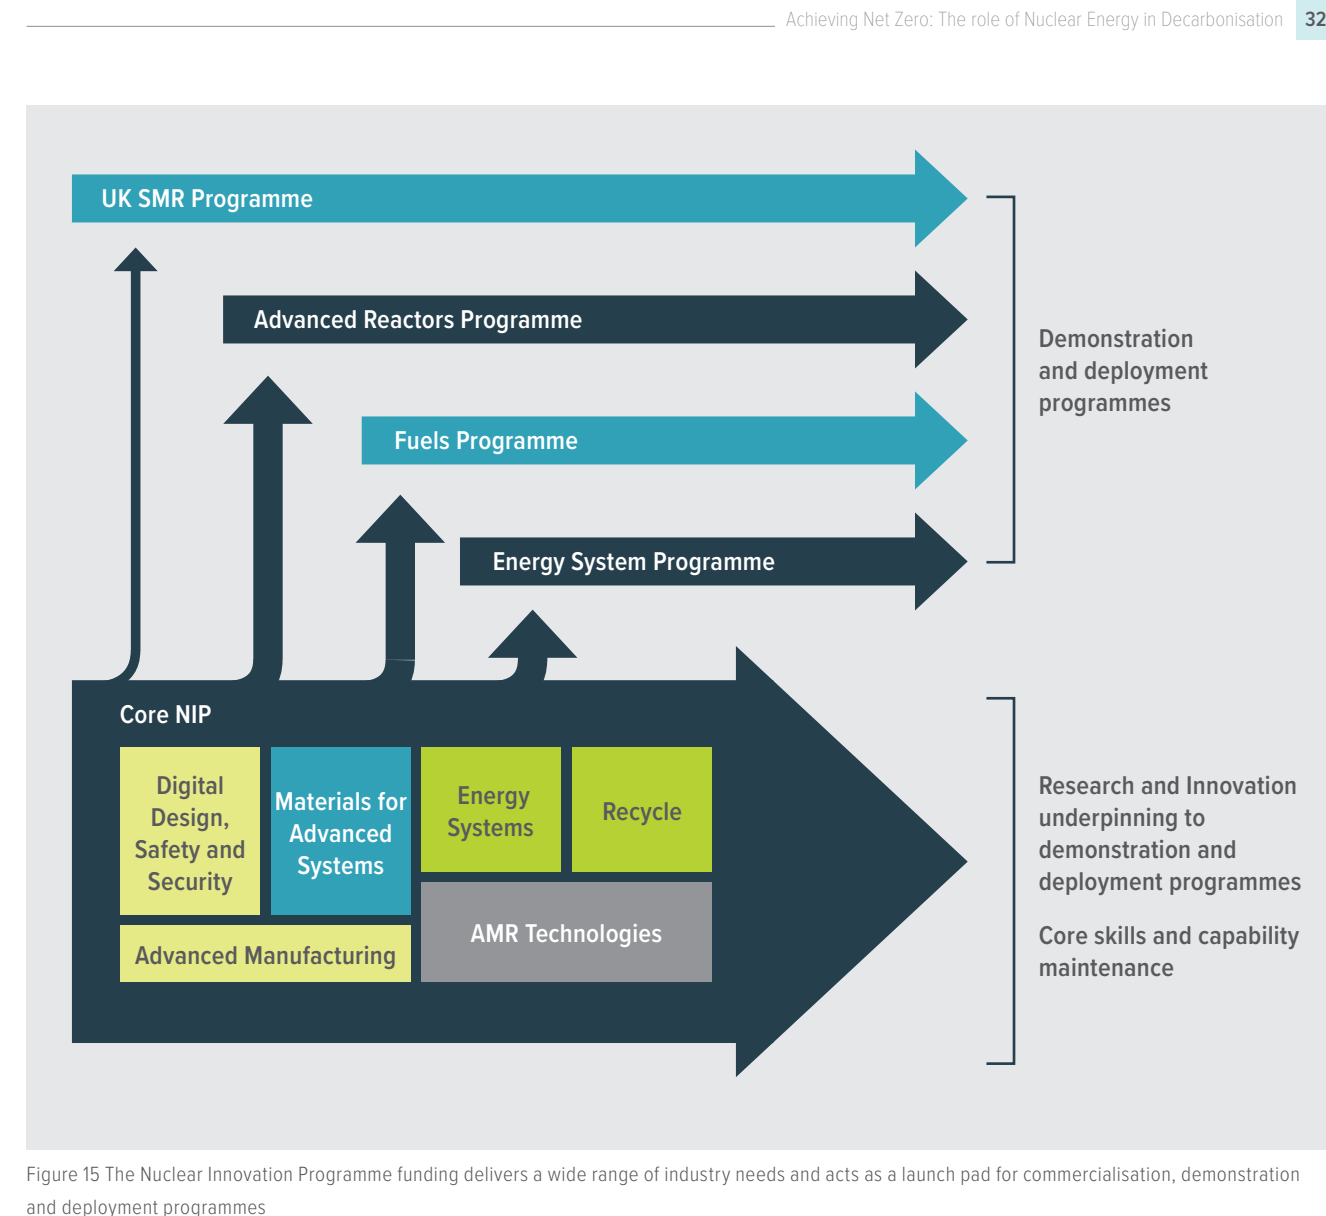 Achieving Net Zero: The role of Nuclear Energy in Decarbonisation 32
UK SMR Programme
Advanced Reactors Programme
Fuels Programme
Energy System Programme
Demonstration
and deployment
programmes
Core NIP
Digital
Design,
Safety and
Security
Materials for
Advanced
Systems
Energy
Systems
Recycle
Advanced Manufacturing
AMR Technologies
Research and Innovation
underpinning to
demonstration and
deployment programmes
Core skills and capability
maintenance
Figure 15 The Nuclear Innovation Programme funding delivers a wide range of industry needs and acts as a launch pad for commercialisation, demonstration
and deployment programmes